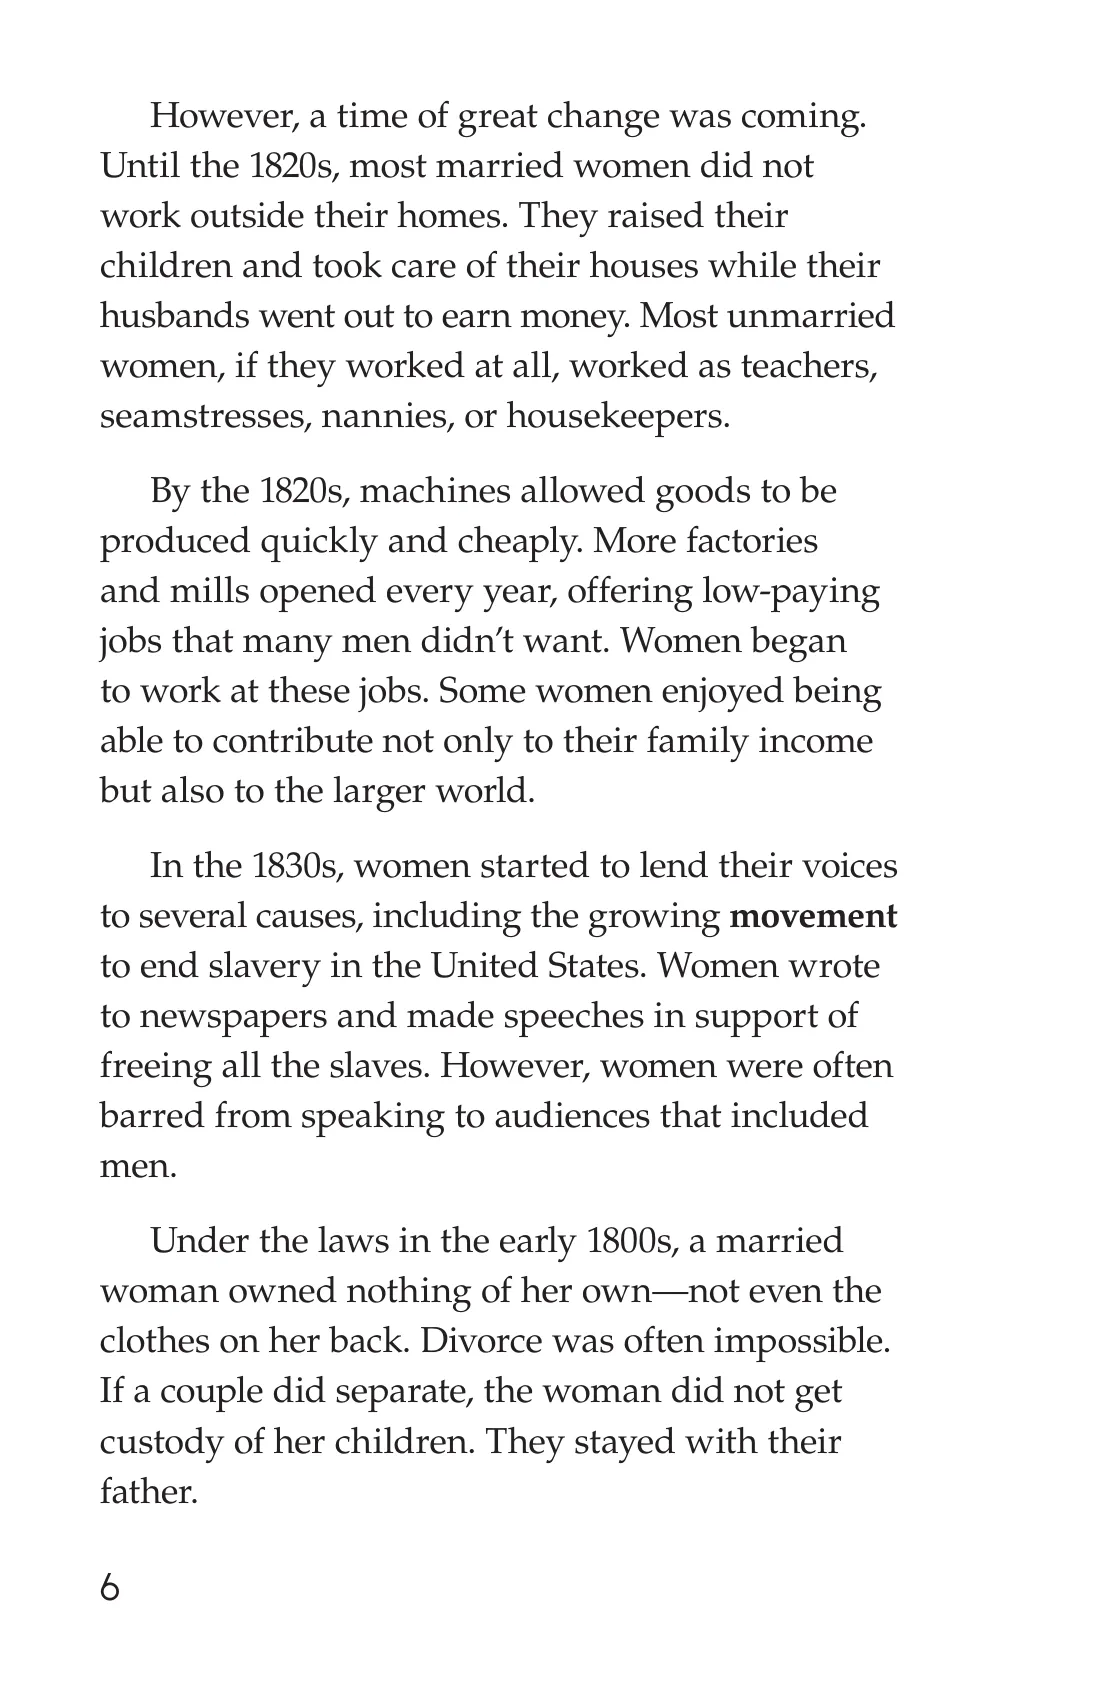 However, a time of great change was coming.
Until the 1820s, most married women did not
work outside their homes. They raised their
children and took care of their houses while their
husbands went out to earn money. Most unmarried
women, if they worked at all, worked as teachers,
seamstresses, nannies, or housekeepers.
By the 1820s, machines allowed goods to be
produced quickly and cheaply. More factories
and mills opened every year, offering low-paying
jobs that many men didn’t want. Women began
to work at these jobs. Some women enjoyed being
able to contribute not only to their family income
but also to the larger world.
In the 1830s, women started to lend their voices
to several causes, including the growing movement
to end slavery in the United States. Women wrote
to newspapers and made speeches in support of
freeing all the slaves. However, women were often
barred from speaking to audiences that included
men.
Under the laws in the early 1800s, a married
woman owned nothing of her own—not even the
clothes on her back. Divorce was often impossible.
If a couple did separate, the woman did not get
custody of her children. They stayed with their
father.
6